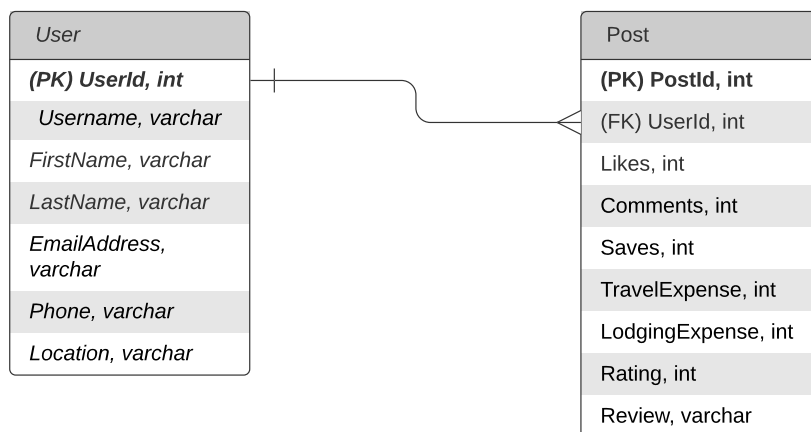 User
(PK) UserId, int
Username, varchar
FirstName, varchar
LastName, varchar
EmailAddress,
varchar
Phone, varchar
Location, varchar
Post
(PK) PostId, int
(FK) UserId, int
Likes, int
Comments, int
Saves, int
TravelExpense, int
LodgingExpense, int
Rating, int
Review, varchar